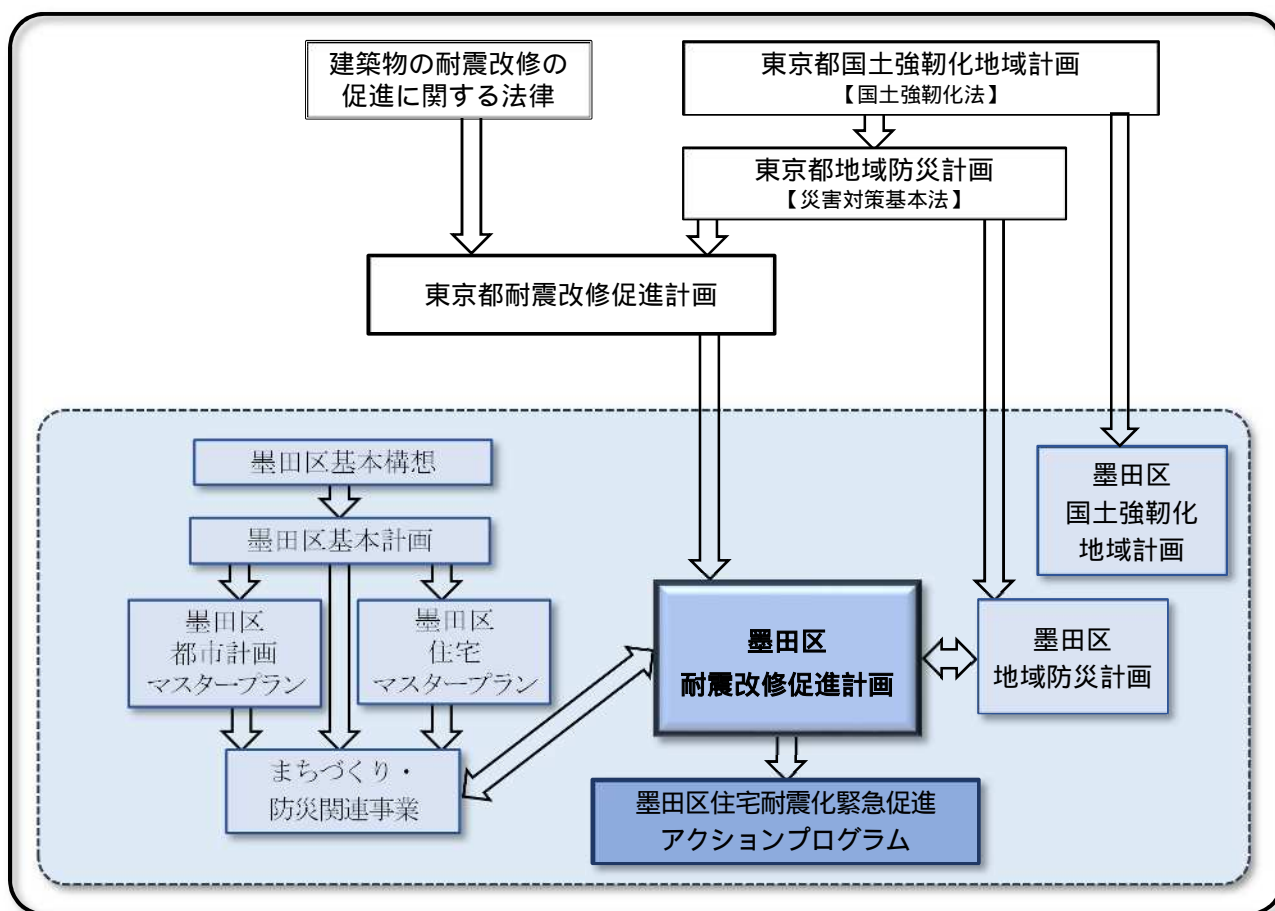 建築物の耐震改修の
促進に関する法律
東京都国土強靭化地域計画
【国土強靭化法】
東京都地域防災計画
【災害対策基本法】
東京都耐震改修促進計画
墨田区基本構想
墨田区基本計画
墨田区
都市計画
マスタープラン
墨田区
住宅
マスタープラン
まちづくり・
防災関連事業
墨田区
耐震改修促進計画
墨田区住宅耐震化緊急促進
アクションプログラム
墨田区
国土強靭化
地域計画
墨田区
地域防災計画